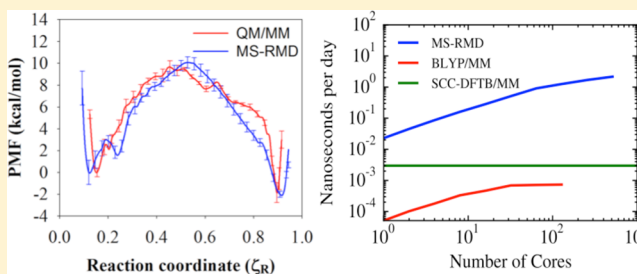 QM/MM
MS-RMD
PMF (kcal/mol)
14
12
10
8
6
4
2
0
-2
-4
0.0 0.2 0.4 0.6 0.8 1.0
Reaction coordinate (ζR)
MS-RMD
BLYP/MM
SCC-DFTB/MM
Nanoseconds per day
10²
10¹
10⁰
10⁻¹
10⁻²
10⁻³
10⁻⁴
10⁰ 10¹ 10² 10³
Number of Cores